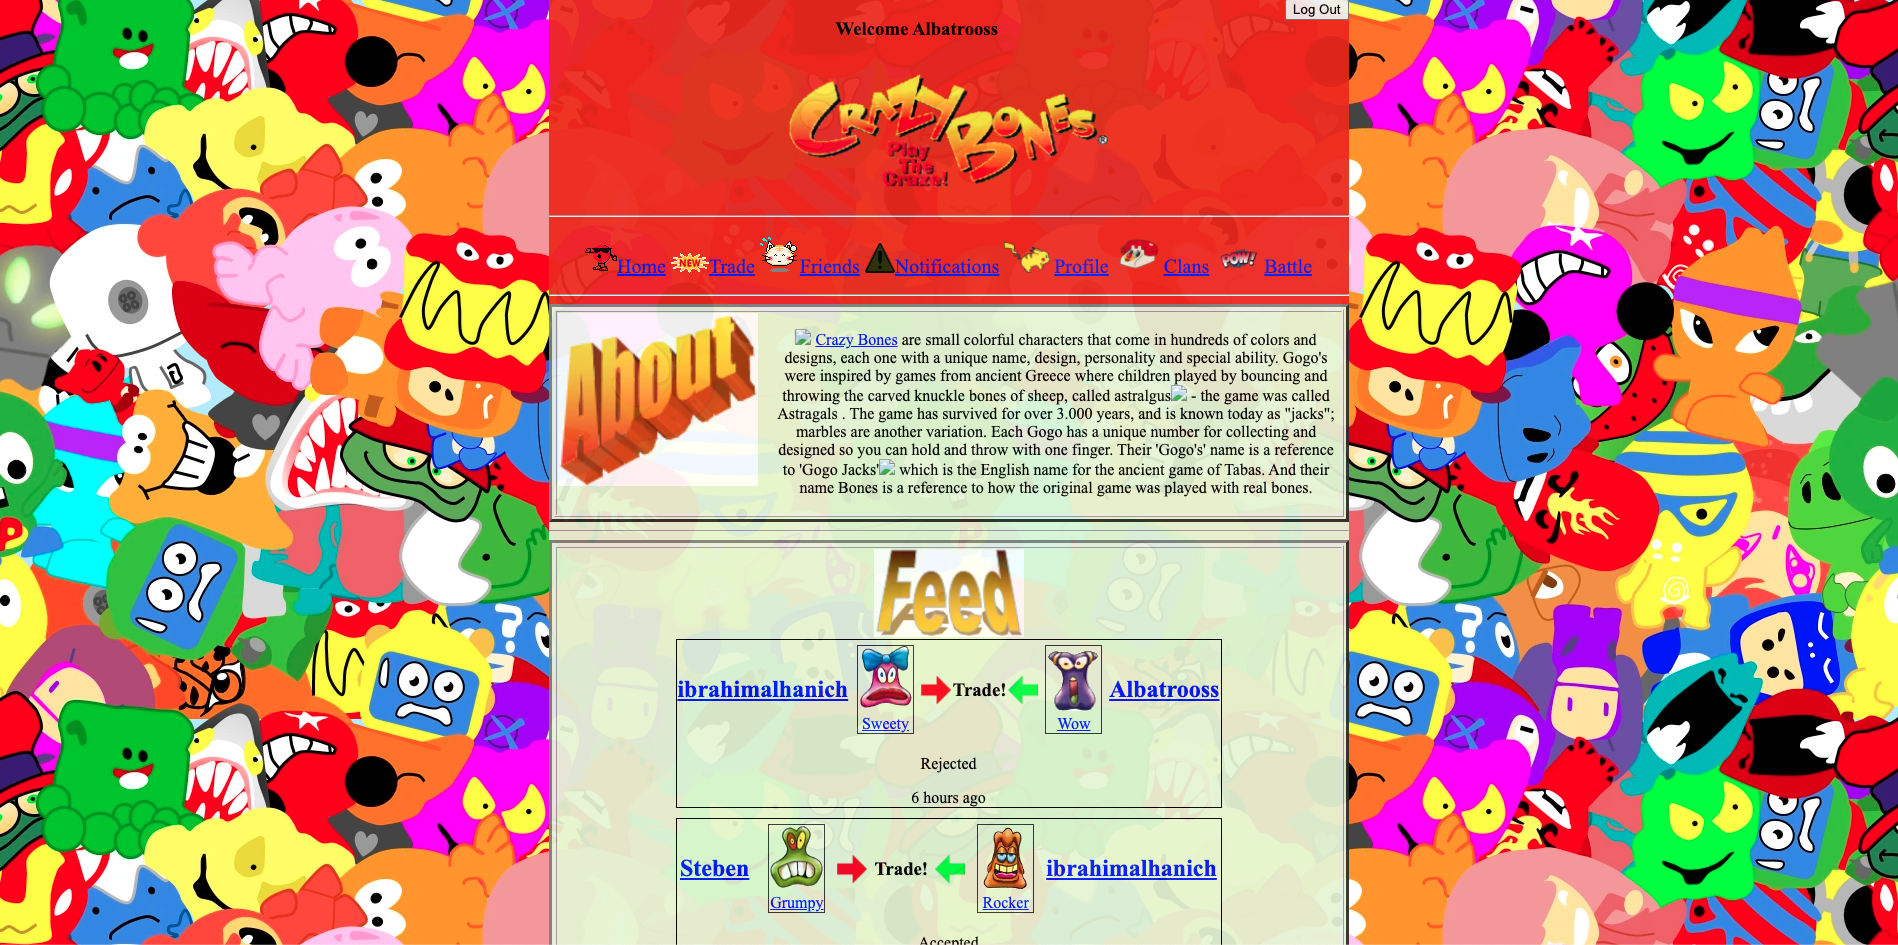 Log Out
Welcome Albatrooss
CRAZY BONES
Play
The
Craze!
Home NEW Trade Friends Notifications Profile Clans POW! Battle
About
Crazy Bones are small colorful characters that come in hundreds of colors and
designs, each one with a unique name, design, personality and special ability. Gogo's
were inspired by games from ancient Greece where children played by bouncing and
throwing the carved knuckle bones of sheep, called astralgus - the game was called
Astragals . The game has survived for over 3.000 years, and is known today as "jacks";
marbles are another variation. Each Gogo has a unique number for collecting and
designed so you can hold and throw with one finger. Their 'Gogo's' name is a reference
to 'Gogo Jacks' which is the English name for the ancient game of Tabas. And their
name Bones is a reference to how the original game was played with real bones.
Feed
ibrahimalhanich Sweety Trade! Wow Albatrooss
Rejected
6 hours ago
Steben Grumpy Trade! Rocker ibrahimalhanich
Accepted